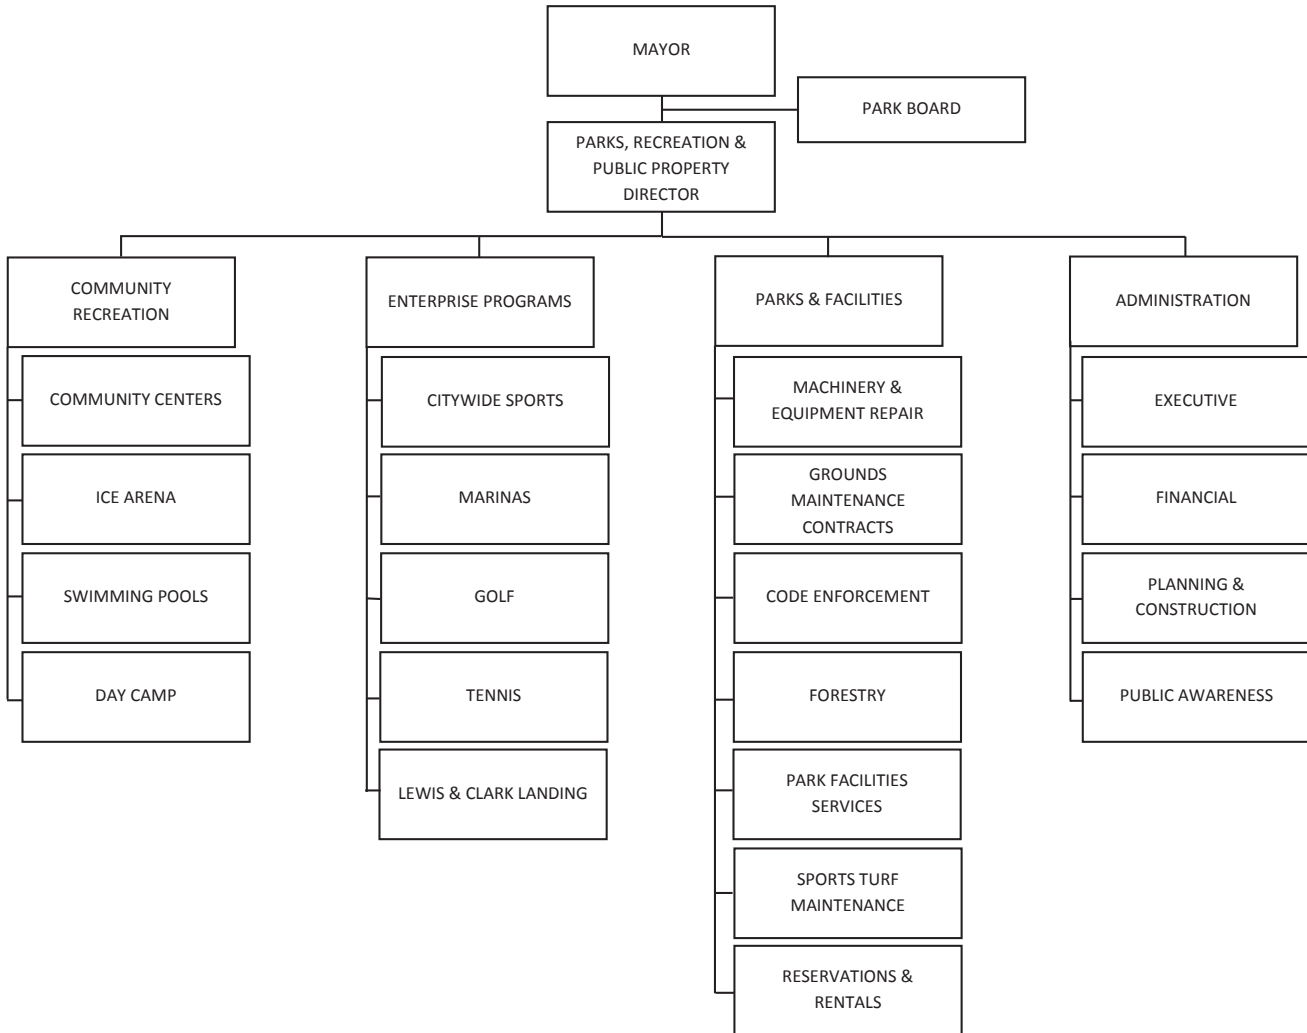 MAYOR
PARK BOARD
PARKS, RECREATION &
PUBLIC PROPERTY
DIRECTOR
COMMUNITY
RECREATION
COMMUNITY CENTERS
ICE ARENA
SWIMMING POOLS
DAY CAMP
ENTERPRISE PROGRAMS
CITYWIDE SPORTS
MARINAS
GOLF
TENNIS
LEWIS & CLARK LANDING
PARKS & FACILITIES
MACHINERY &
EQUIPMENT REPAIR
GROUNDS
MAINTENANCE
CONTRACTS
CODE ENFORCEMENT
FORESTRY
PARK FACILITIES
SERVICES
SPORTS TURF
MAINTENANCE
RESERVATIONS &
RENTALS
ADMINISTRATION
EXECUTIVE
FINANCIAL
PLANNING &
CONSTRUCTION
PUBLIC AWARENESS